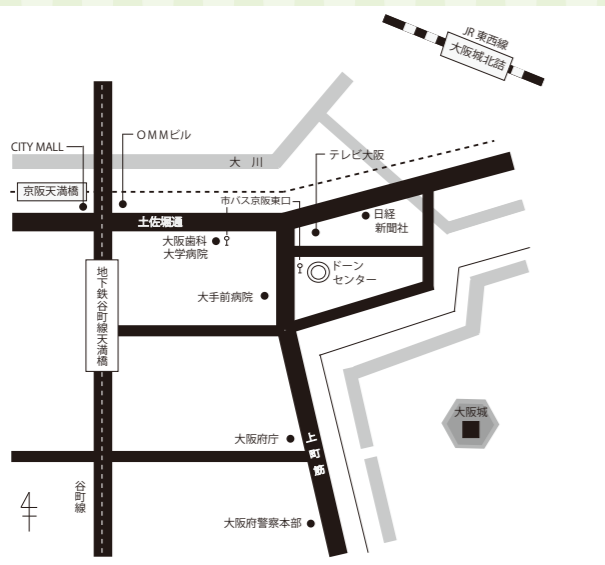 JR 東西線
大阪城北詰
OMMビル
CITY MALL
大川
テレビ大阪
京阪天満橋
市バス京阪東口
土佐堀通
日経
新聞社
大阪歯科
大学病院
ドーン
センター
地下鉄谷町線天満橋
大手前病院
大阪城
大阪府庁
上町筋
谷町線
大阪府警察本部